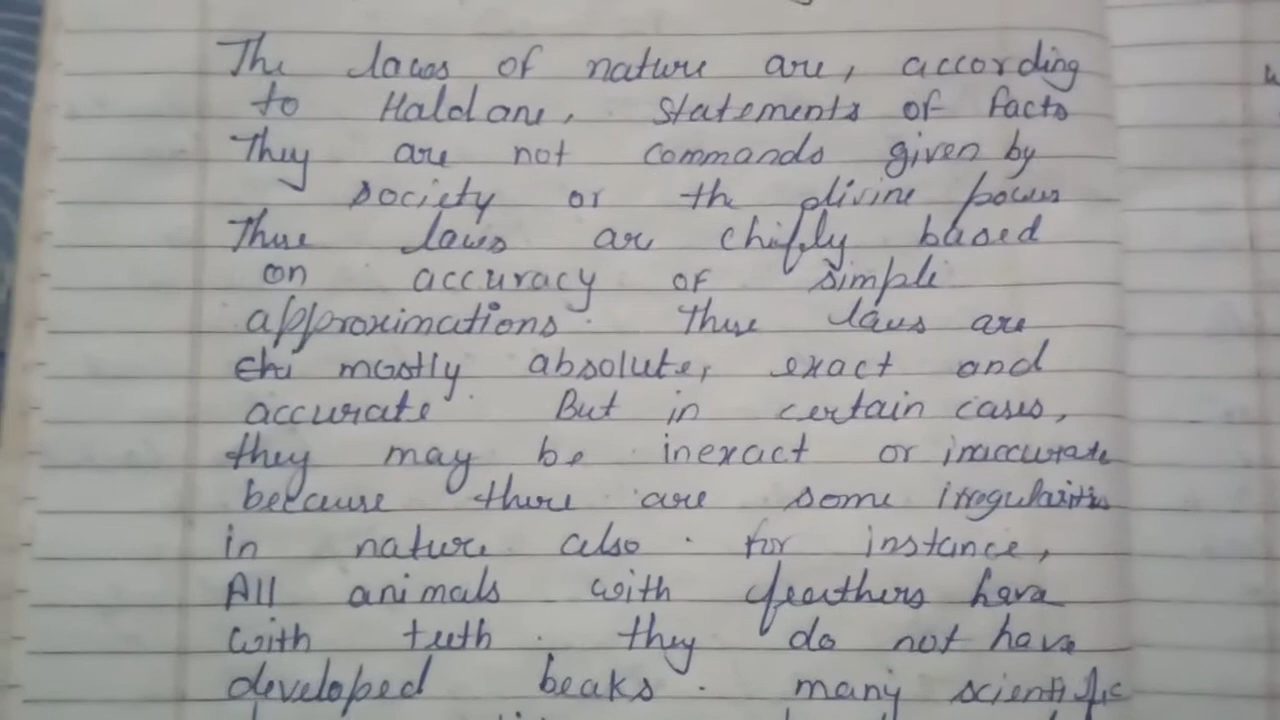 The laws of nature are, according
to Haldane, statements of facts
They are not commands given by
society or the divine power
These laws are chifly based
on accuracy of simple
approximations. These laws are
mostly absolute, exact and
accurate. But in certain cases,
they may be inexact or inaccurate
because there are some irregularities
in nature also. for instance,
All animals with feathers have
with teeth. they do not have
developed beaks. many scientific